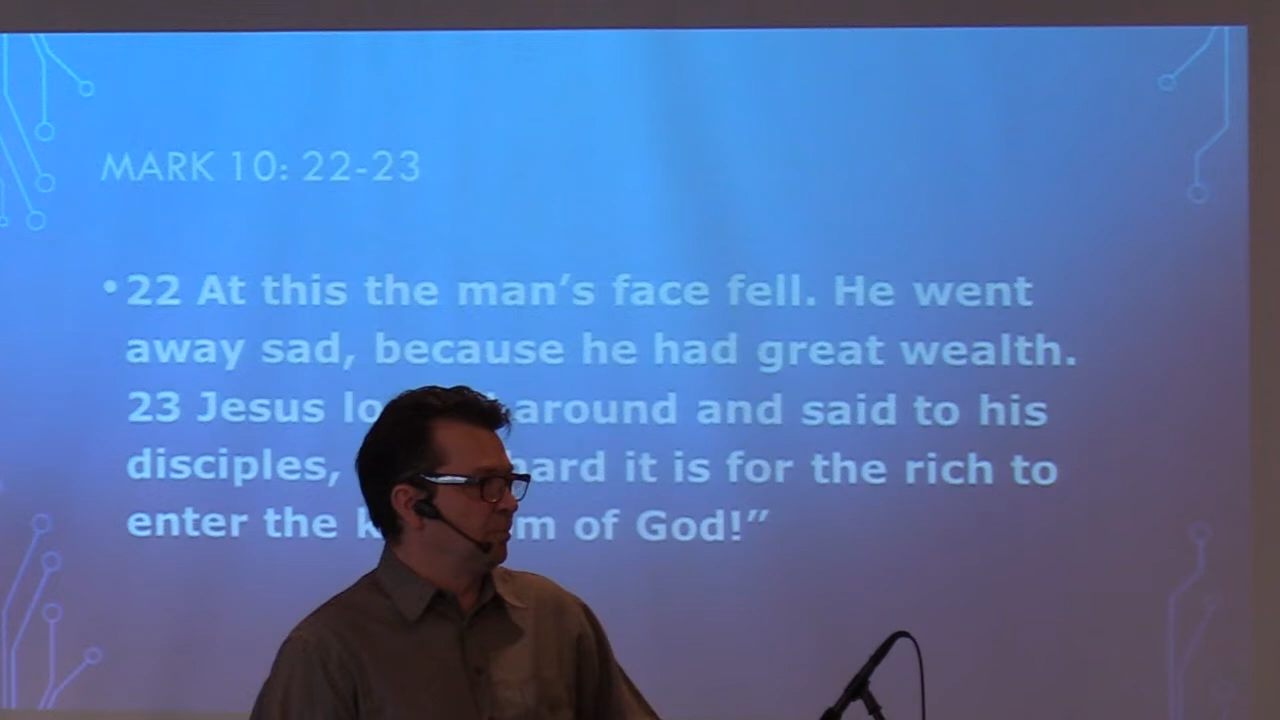 MARK 10: 22-23
•22 At this the man’s face fell. He went
away sad, because he had great wealth.
23 Jesus lo around and said to his
disciples, hard it is for the rich to
enter the k m of God!”